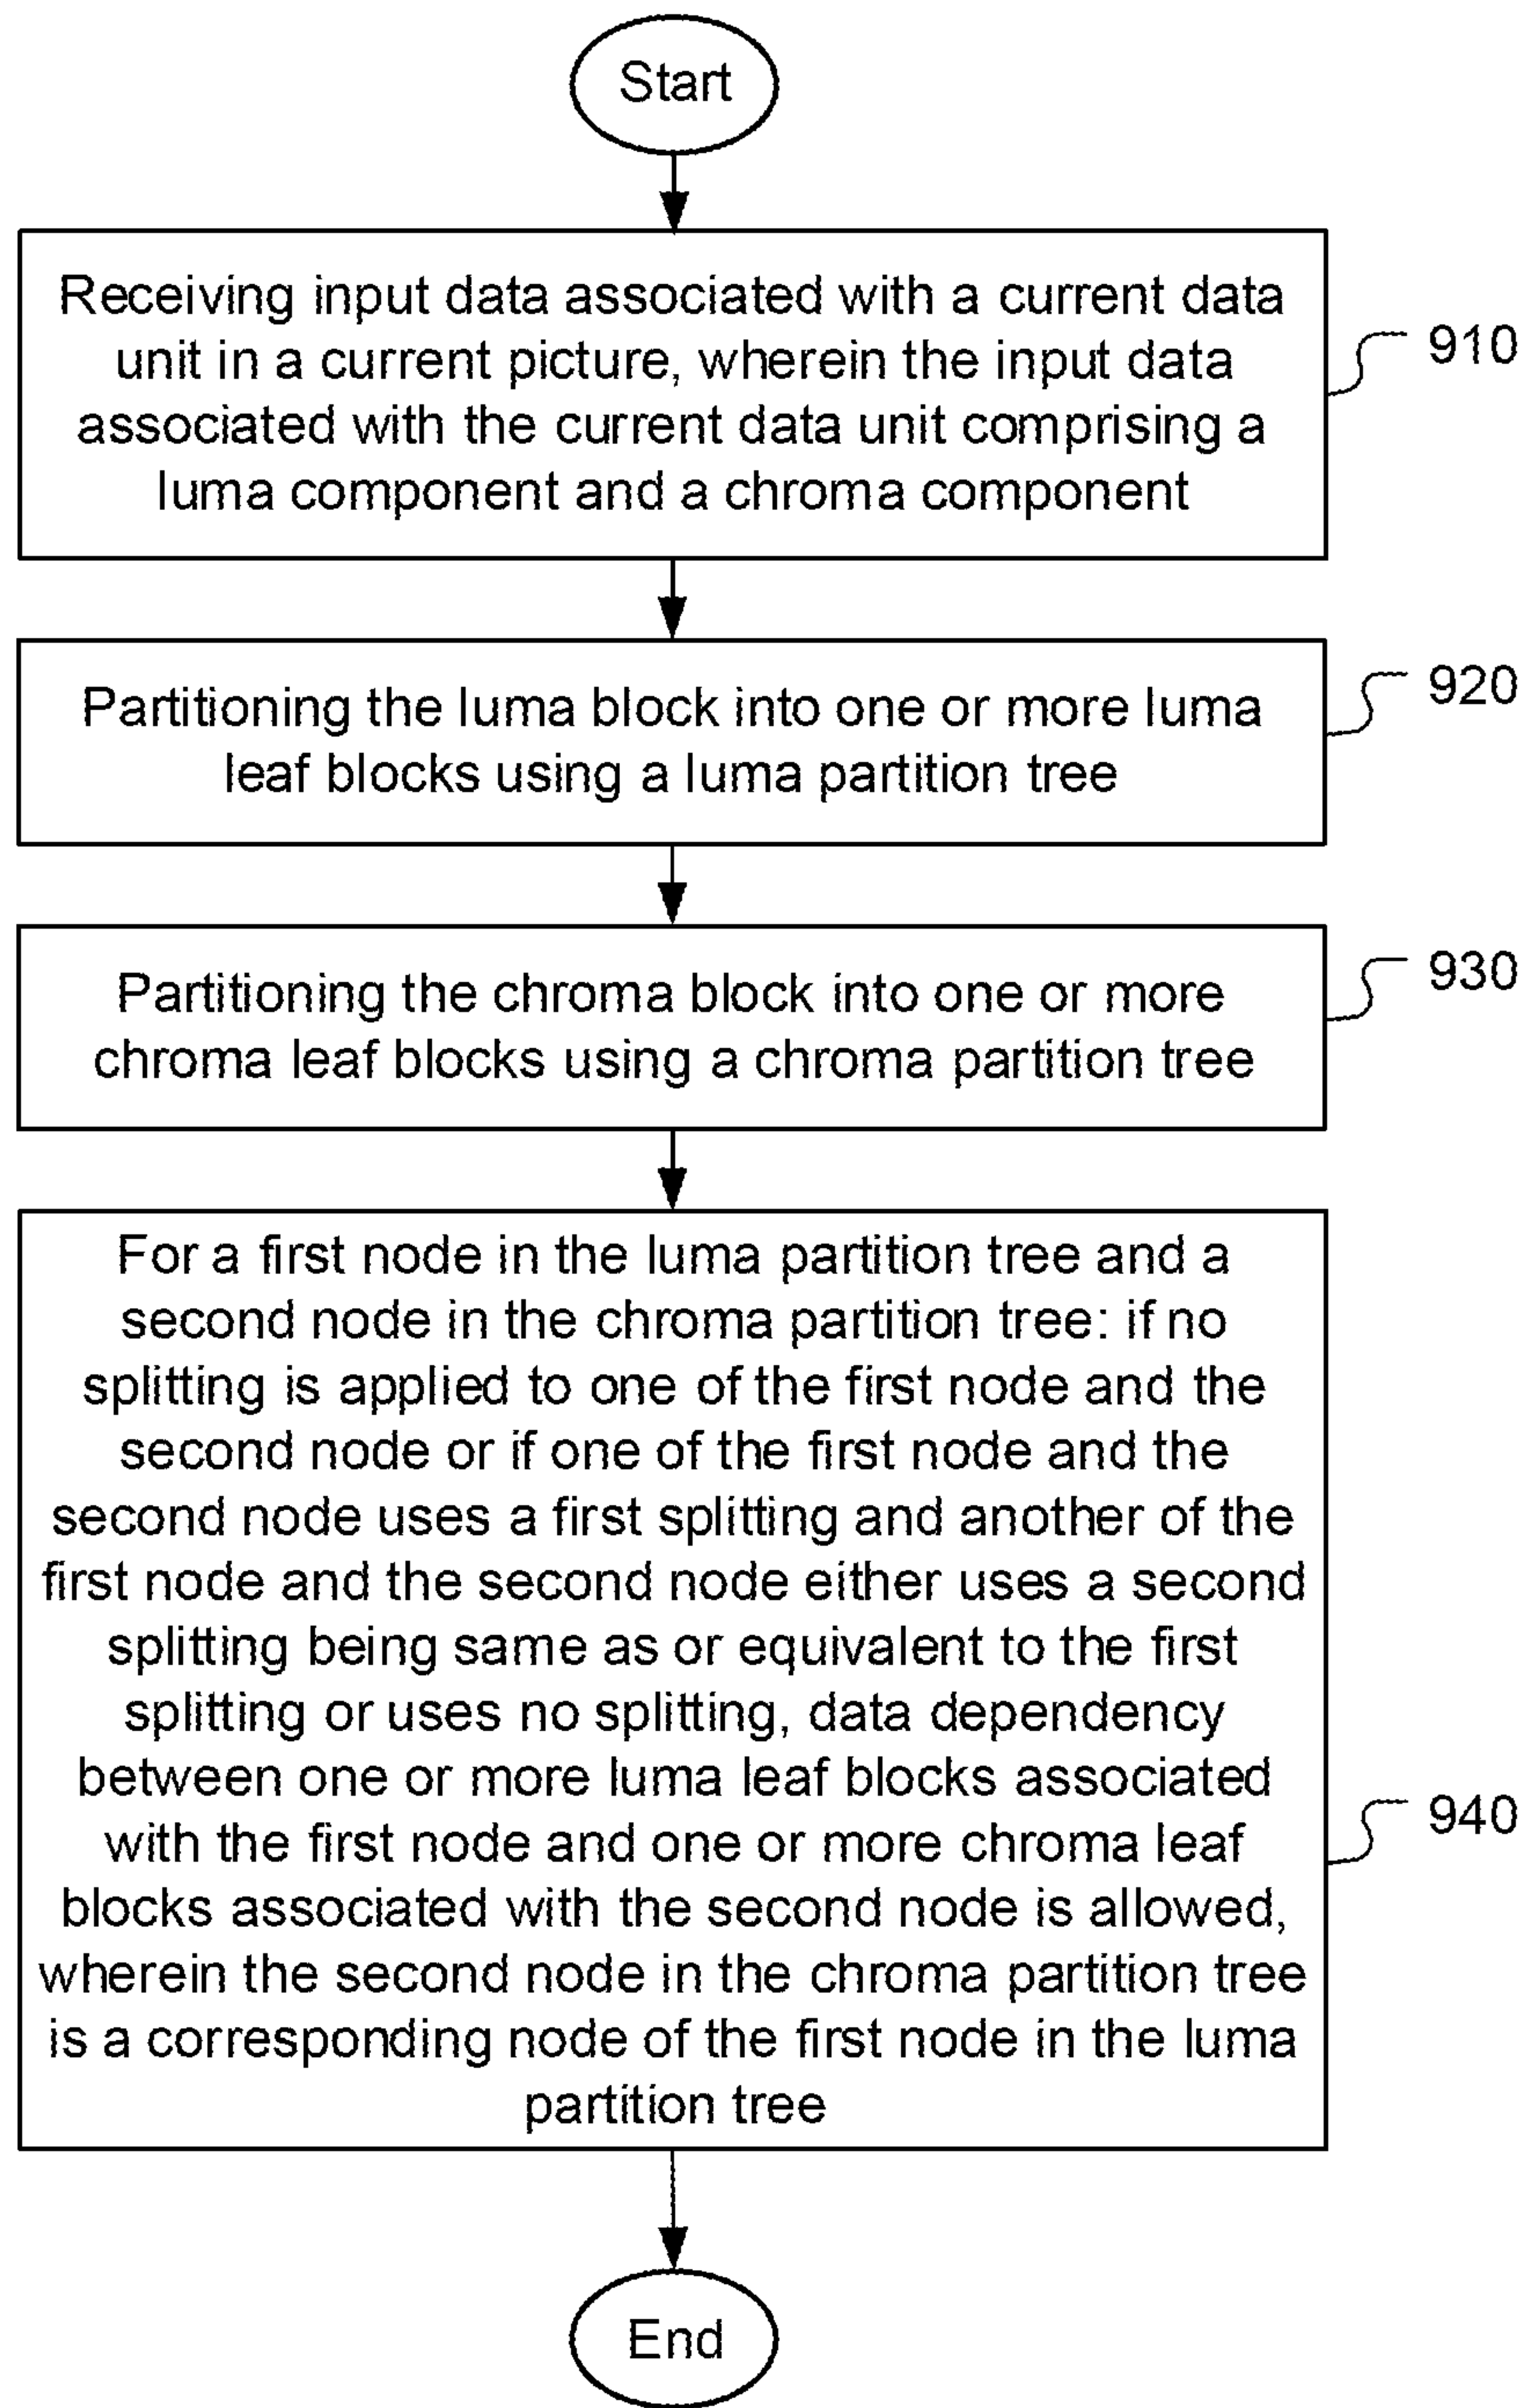 Start
Receiving input data associated with a current data
unit in a current picture, wherein the input data
associated with the current data unit comprising a
luma component and a chroma component
910
Partitioning the luma block into one or more luma
leaf blocks using a luma partition tree
920
Partitioning the chroma block into one or more
chroma leaf blocks using a chroma partition tree
930
For a first node in the luma partition tree and a
second node in the chroma partition tree: if no
splitting is applied to one of the first node and the
second node or if one of the first node and the
second node uses a first splitting and another of the
first node and the second node either uses a second
splitting being same as or equivalent to the first
splitting or uses no splitting, data dependency
between one or more luma leaf blocks associated
with the first node and one or more chroma leaf
blocks associated with the second node is allowed,
wherein the second node in the chroma partition tree
is a corresponding node of the first node in the luma
partition tree
940
End